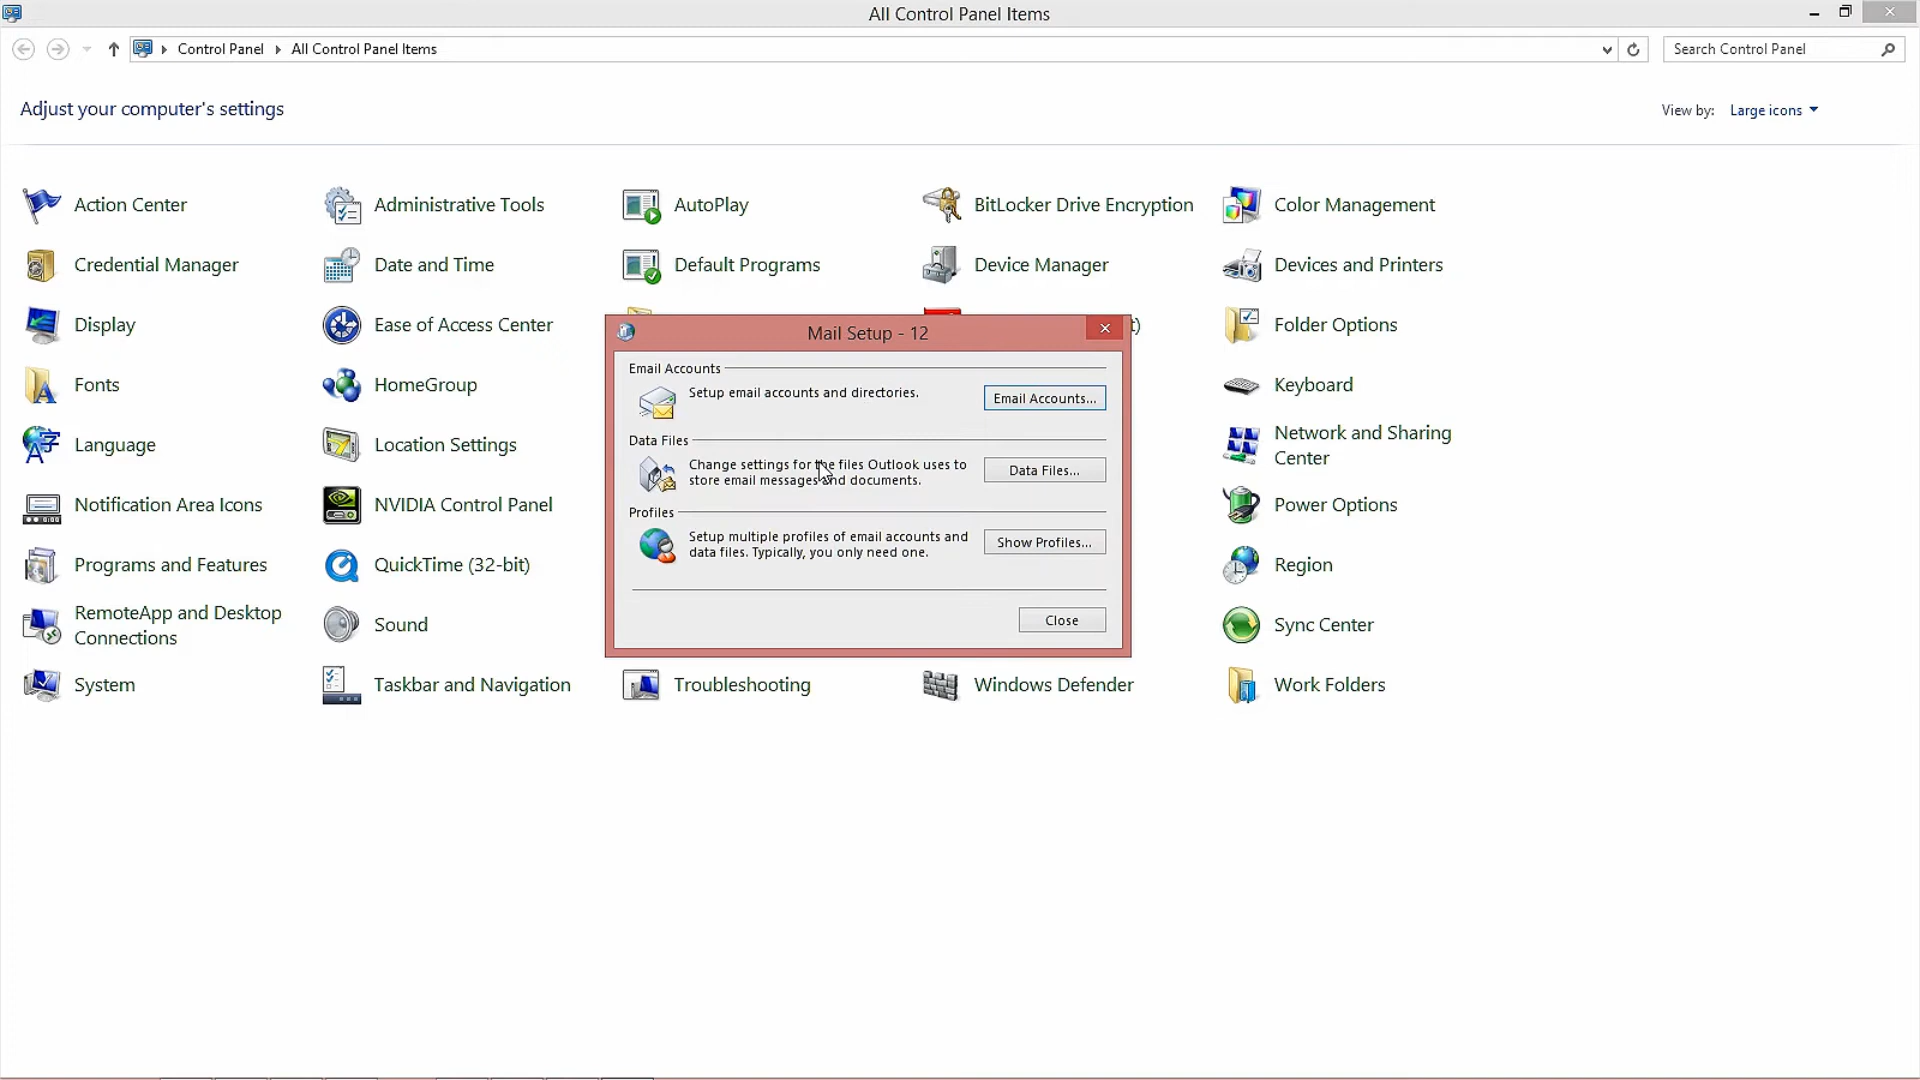 All Control Panel Items
Control Panel
All Control Panel Items
Search Control Panel
Adjust your computer's settings
View by: Large icons
Action Center
Administrative Tools
AutoPlay
BitLocker Drive Encryption
Color Management
Credential Manager
Date and Time
Default Programs
Device Manager
Devices and Printers
Display
Ease of Access Center
t)
Folder Options
Fonts
HomeGroup
Keyboard
Language
Location Settings
Network and Sharing
Center
Notification Area Icons
NVIDIA Control Panel
Power Options
Programs and Features
QuickTime (32-bit)
Region
RemoteApp and Desktop
Connections
Sound
Sync Center
System
Taskbar and Navigation
Troubleshooting
Windows Defender
Work Folders
Mail Setup - 12
Email Accounts
Setup email accounts and directories.
Email Accounts...
Data Files
Change settings for the files Outlook uses to
store email messages and documents.
Data Files...
Profiles
Setup multiple profiles of email accounts and
data files. Typically, you only need one.
Show Profiles...
Close